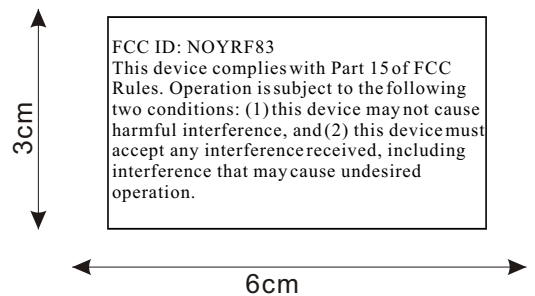 FCC ID: NOYRF83
This device complies with Part 15 of FCC
Rules. Operation is subject to the following
two conditions: (1) this device may not cause
harmful interference, and (2) this device must
accept any interference received, including
interference that may cause undesired
operation.
3cm
6cm